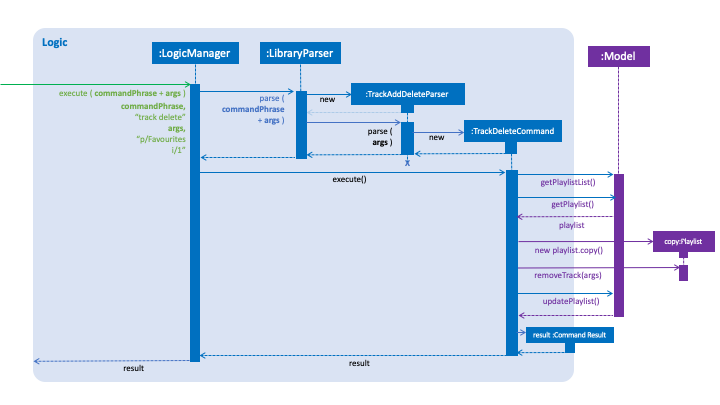 Logic
:LogicManager
:LibraryParser
:Model
execute ( commandPhrase + args )
commandPhrase,
"track delete"
args,
"p/Favourites
i/1"
parse (
commandPhrase
+ args )
new
:TrackAddDeleteParser
parse (
args )
new
:TrackDeleteCommand
X
execute()
getPlaylistList()
getPlaylist()
playlist
copy:Playlist
new playlist.copy()
removeTrack(args)
updatePlaylist()
result :Command Result
result
result